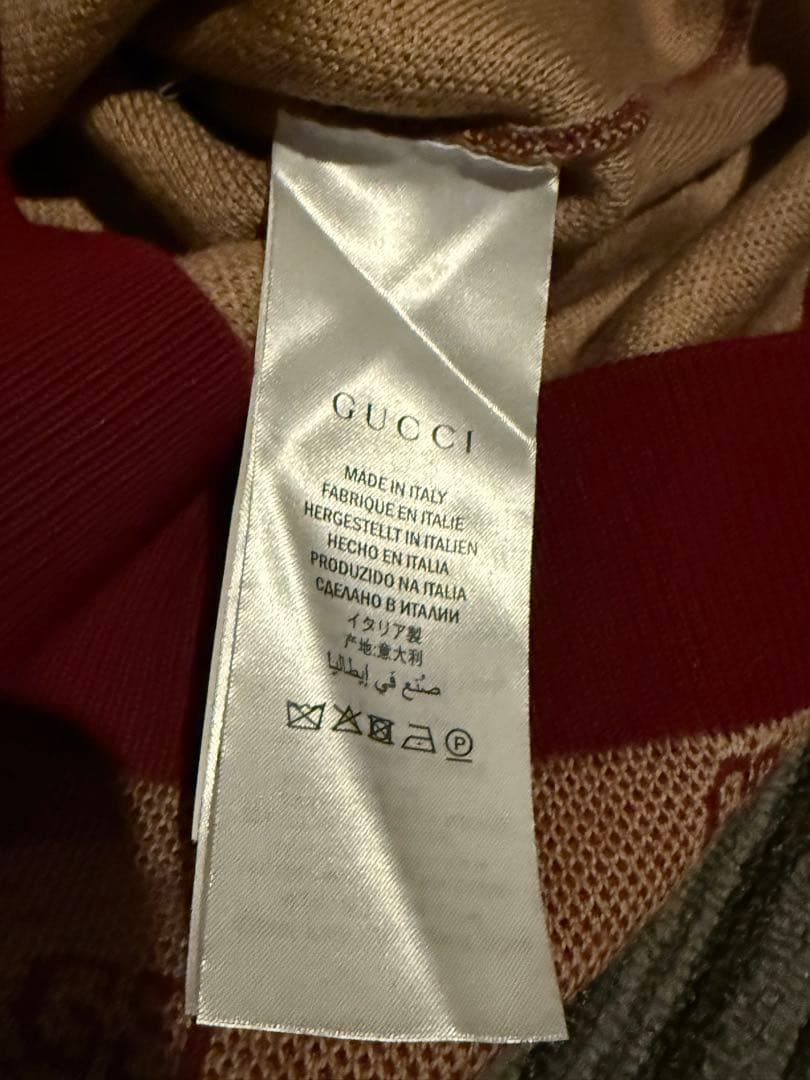 GUCCI
MADE IN ITALY
FABRIQUE EN ITALIE
HERGESTELLT IN ITALIEN
HECHO EN ITALIA
PRODUZIDO NA ITALIA
СДЕЛАНО В ИТАЛИИ
イタリア製
产地:意大利
صُنع في إيطاليا
P